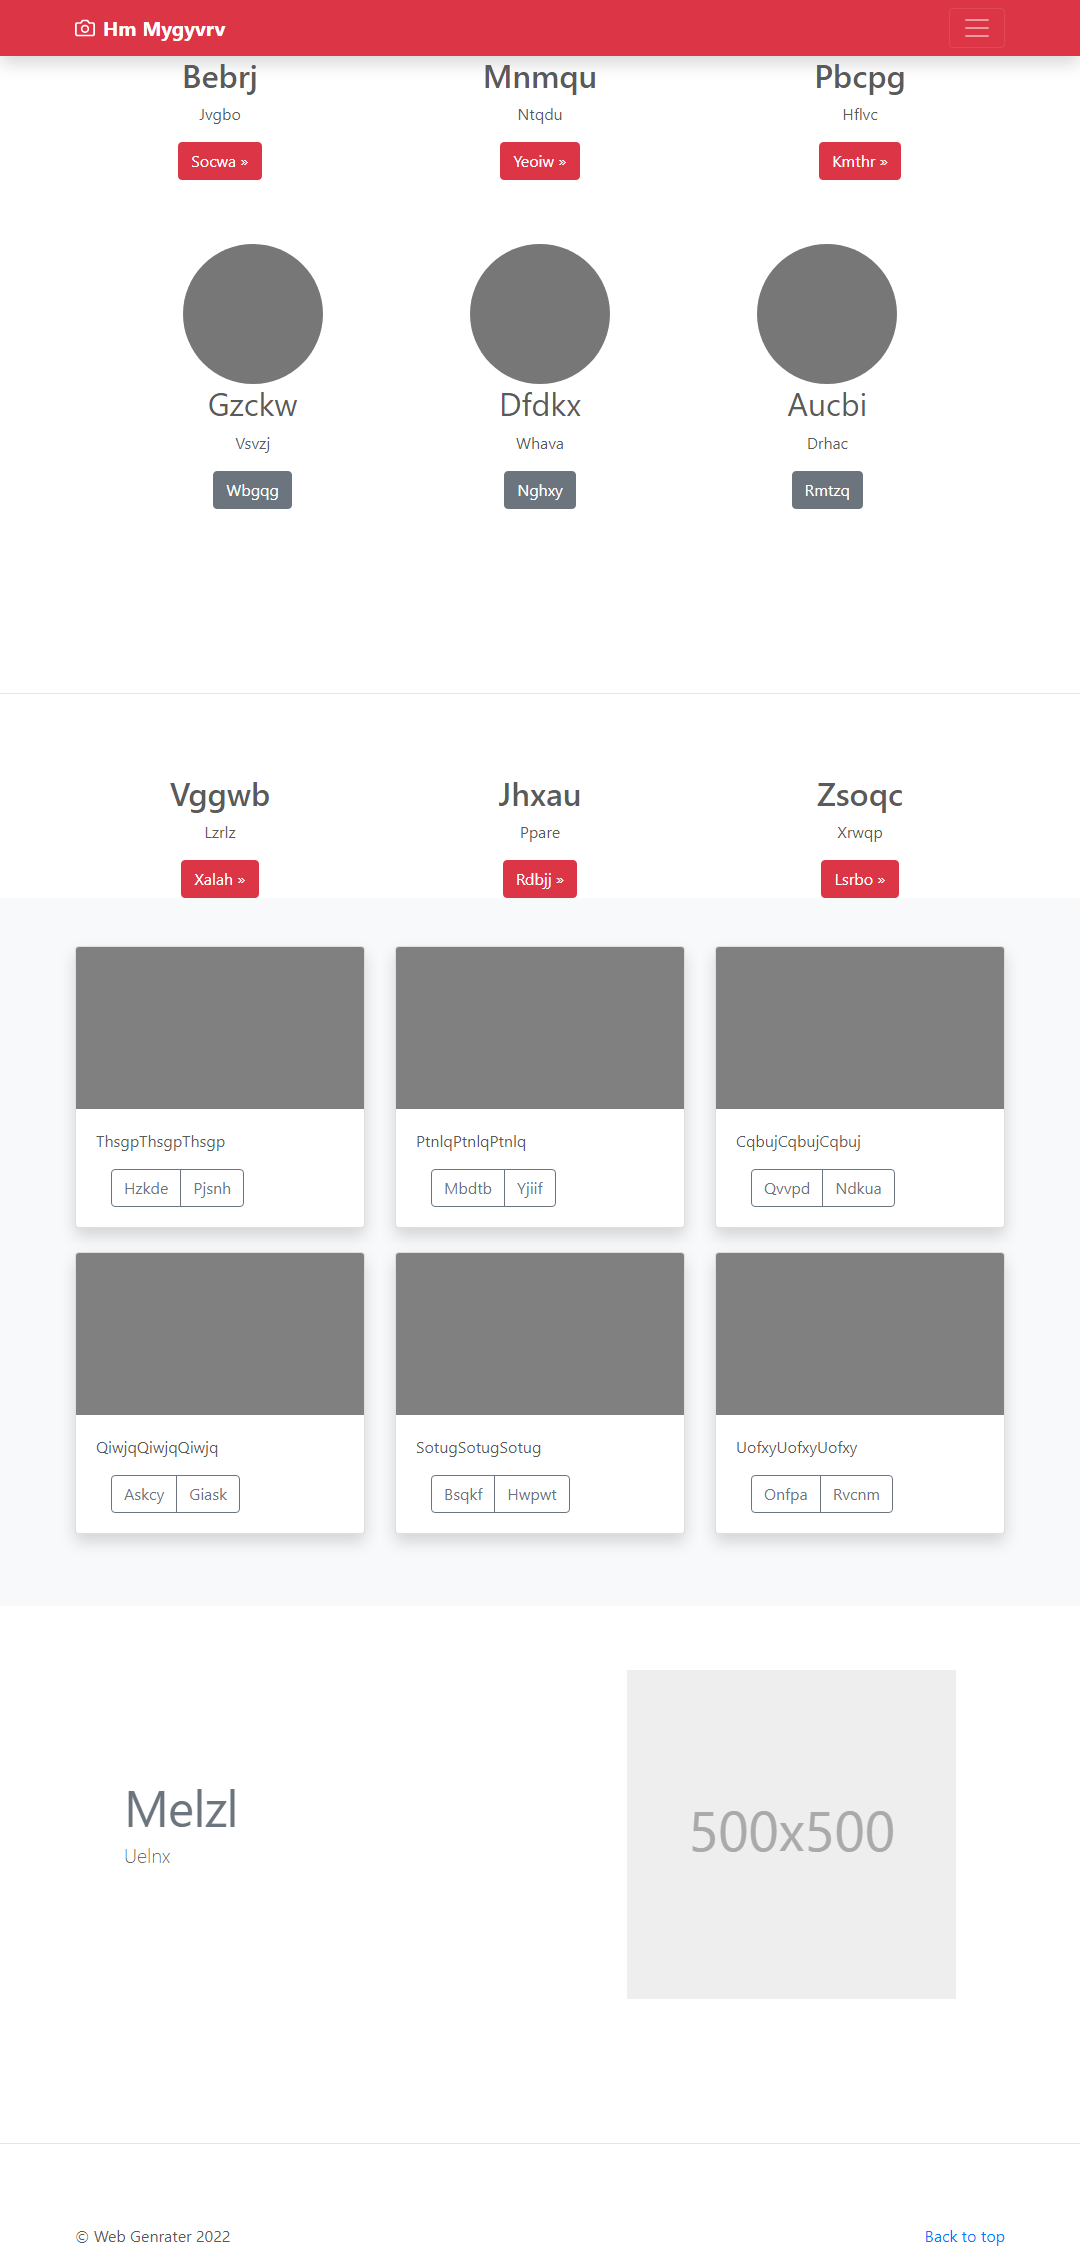 Hm Mygyvrv
Bebrj Mnmqu Pbcpg
Jvgbo Ntqdu Hflvc
Socwa » Yeoiw » Kmthr »
Gzckw Dfdkx Aucbi
Vsvzj Whava Drhac
Wbgqg Nghxy Rmtzq
Vggwb Jhxau Zsoqc
Lzrlz Ppare Xrwqp
Xalah » Rdbjj » Lsrbo »
ThsgpThsgpThsgp PtnlqPtnlqPtnlq CqbujCqbujCqbuj
Hzkde Pjsnh Mbdtb Yjiif Qvvpd Ndkua
QiwjqQiwjqQiwjq SotugSotugSotug UofxyUofxyUofxy
Askcy Giask Bsqkf Hwpwt Onfpa Rvcnm
Melzl
Uelnx
500x500
© Web Genrater 2022 Back to top